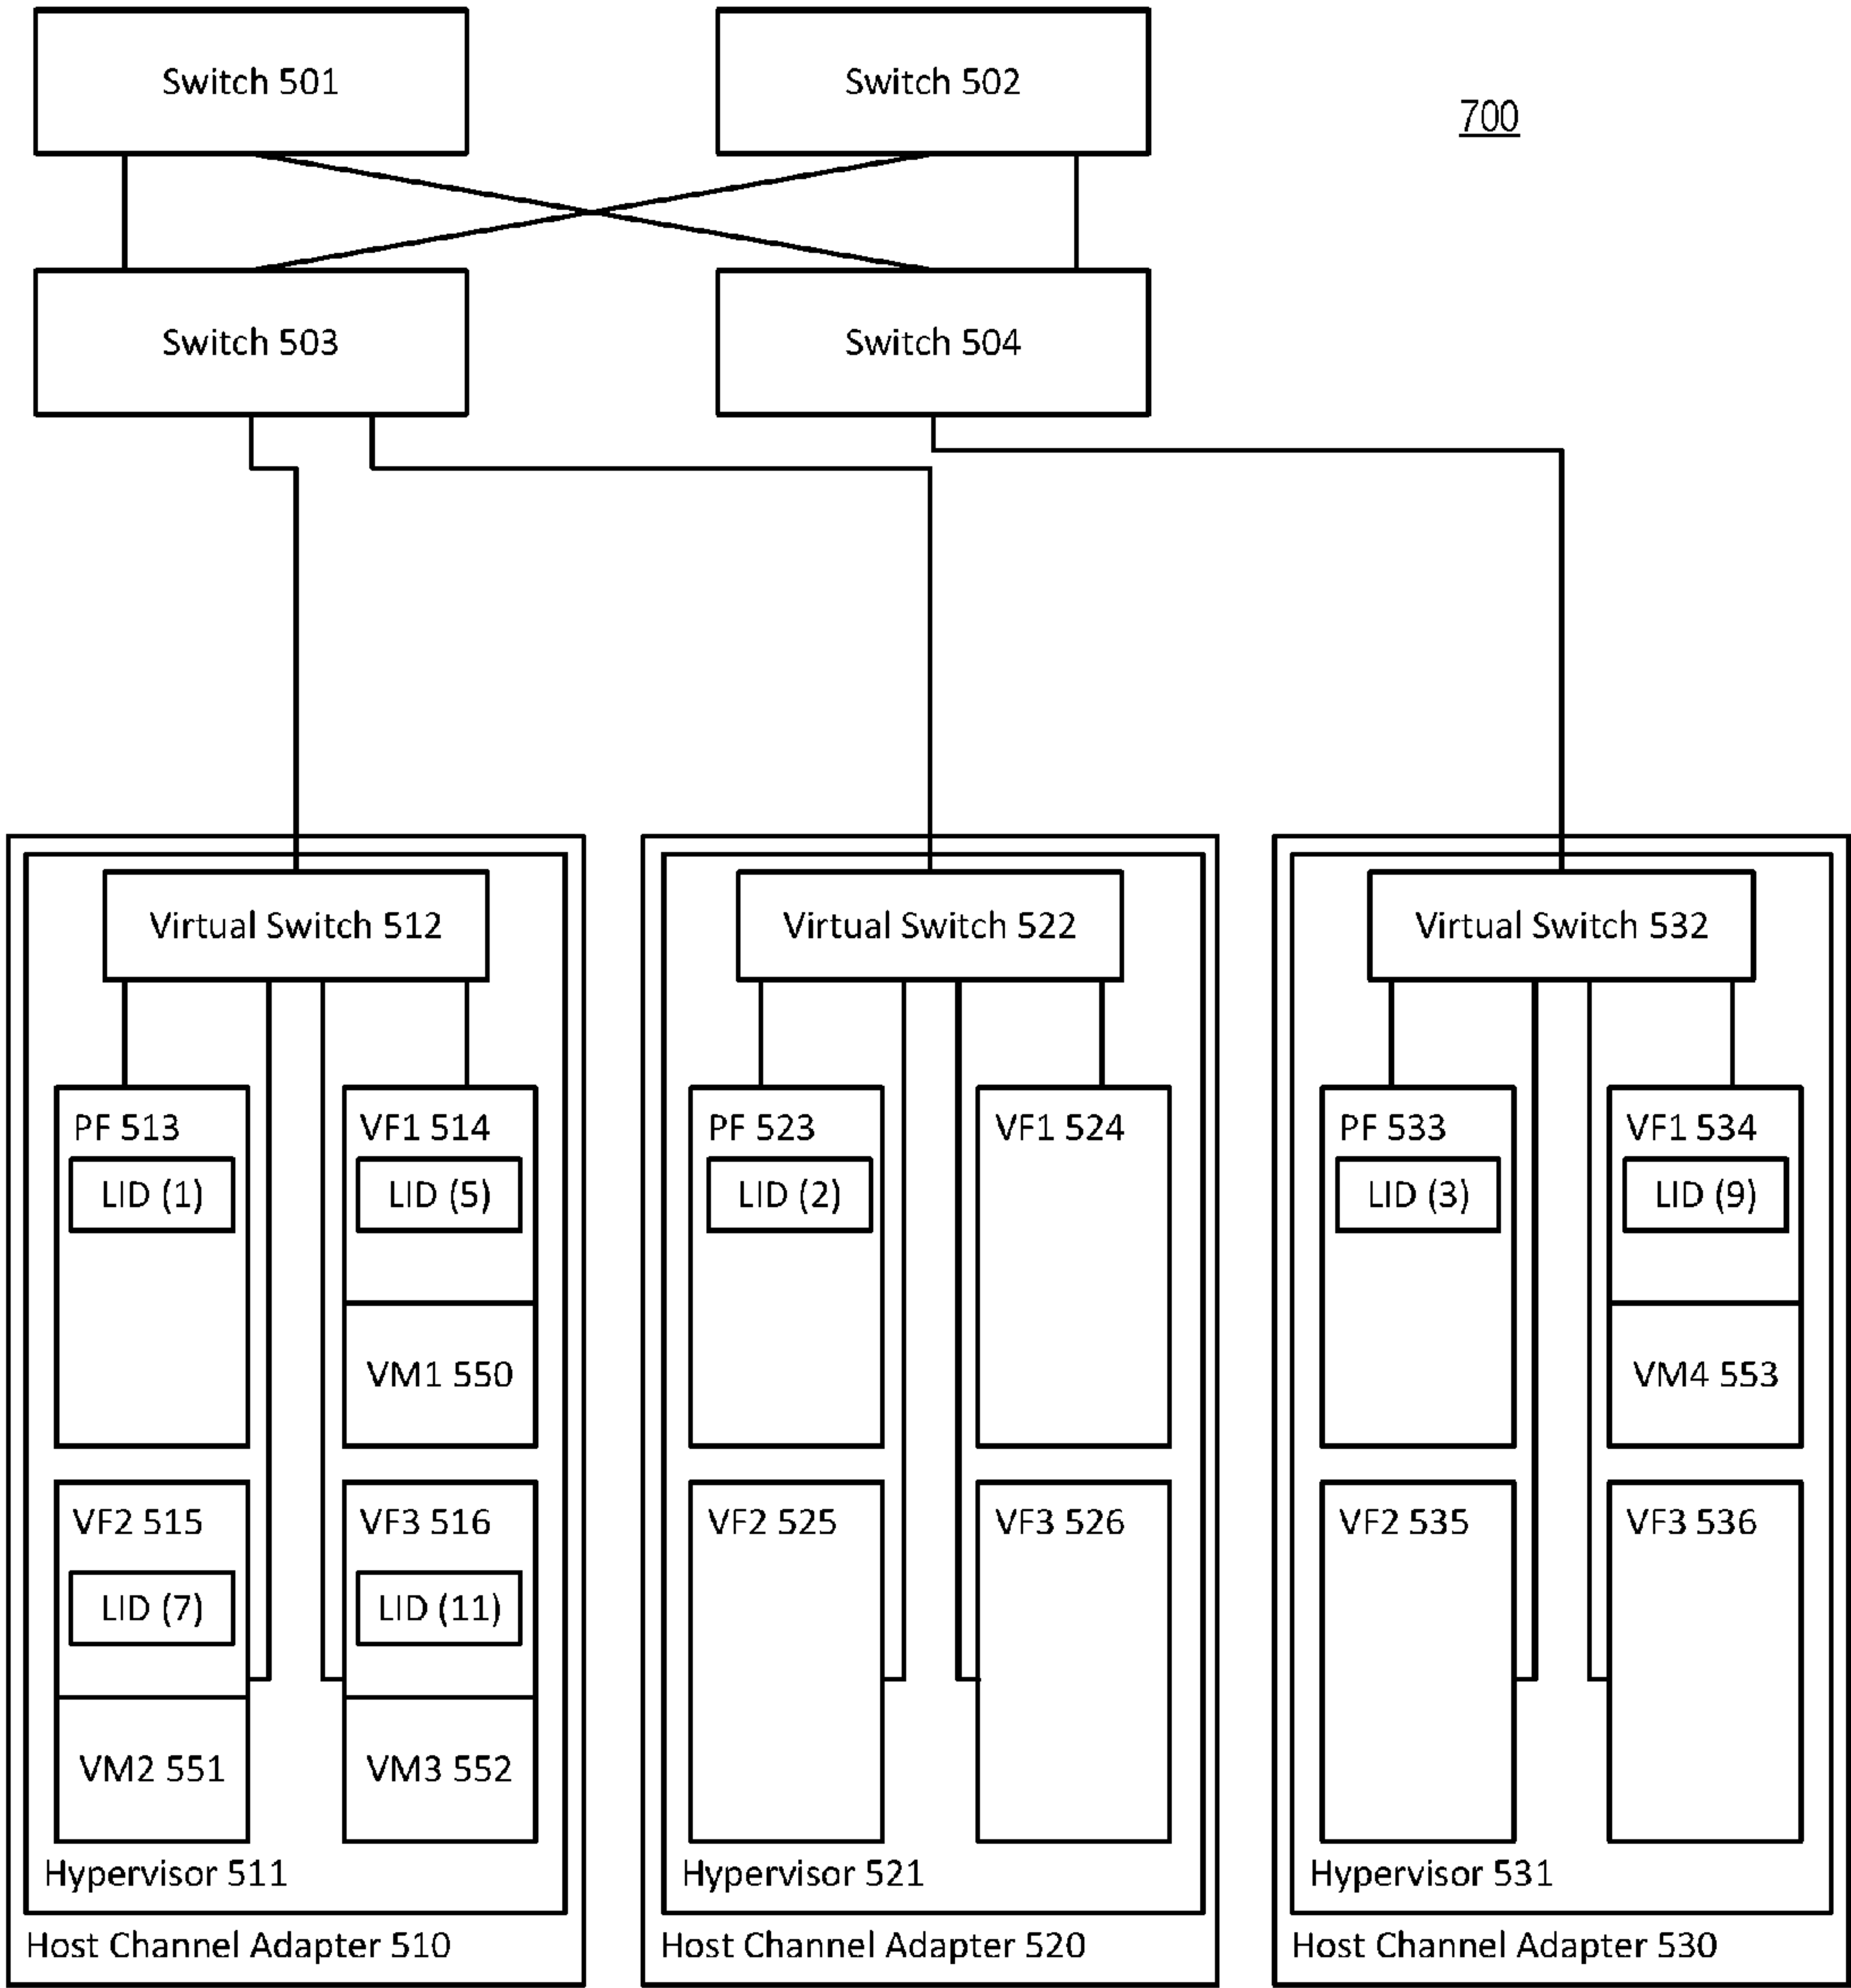 Switch 501
Switch 502
700
Switch 503
Switch 504
Virtual Switch 512
Virtual Switch 522
Virtual Switch 532
PF 513
LID (1)
VF1 514
LID (5)
VM1 550
VF2 515
LID (7)
VM2 551
VF3 516
LID (11)
VM3 552
Hypervisor 511
Host Channel Adapter 510
PF 523
LID (2)
VF1 524
VF2 525
VF3 526
Hypervisor 521
Host Channel Adapter 520
PF 533
LID (3)
VF1 534
LID (9)
VM4 553
VF2 535
VF3 536
Hypervisor 531
Host Channel Adapter 530